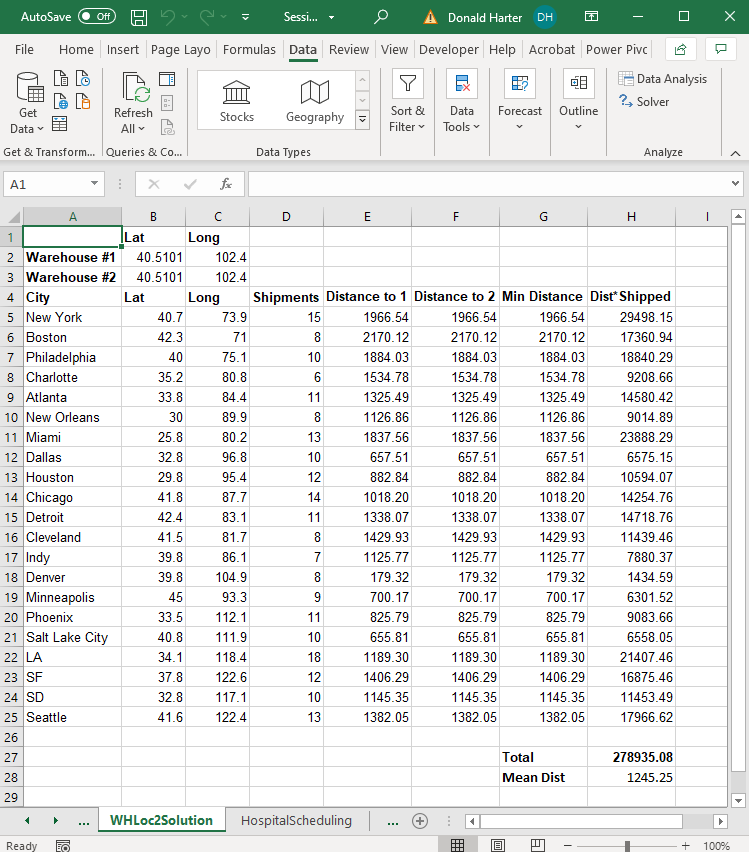 AutoSave Off Sessi... Donald Harter DH
File Home Insert Page Layo Formulas Data Review View Developer Help Acrobat Power Pivc
Get Data Refresh All Stocks Geography Sort & Filter Data Tools Forecast Outline Data Analysis Solver
Get & Transform... Queries & Co... Data Types Analyze
A1 fx
A B C D E F G H I
1 Lat Long
2 Warehouse #1 40.5101 102.4
3 Warehouse #2 40.5101 102.4
4 City Lat Long Shipments Distance to 1 Distance to 2 Min Distance Dist*Shipped
5 New York 40.7 73.9 15 1966.54 1966.54 1966.54 29498.15
6 Boston 42.3 71 8 2170.12 2170.12 2170.12 17360.94
7 Philadelphia 40 75.1 10 1884.03 1884.03 1884.03 18840.29
8 Charlotte 35.2 80.8 6 1534.78 1534.78 1534.78 9208.66
9 Atlanta 33.8 84.4 11 1325.49 1325.49 1325.49 14580.42
10 New Orleans 30 89.9 8 1126.86 1126.86 1126.86 9014.89
11 Miami 25.8 80.2 13 1837.56 1837.56 1837.56 23888.29
12 Dallas 32.8 96.8 10 657.51 657.51 657.51 6575.15
13 Houston 29.8 95.4 12 882.84 882.84 882.84 10594.07
14 Chicago 41.8 87.7 14 1018.20 1018.20 1018.20 14254.76
15 Detroit 42.4 83.1 11 1338.07 1338.07 1338.07 14718.76
16 Cleveland 41.5 81.7 8 1429.93 1429.93 1429.93 11439.46
17 Indy 39.8 86.1 7 1125.77 1125.77 1125.77 7880.37
18 Denver 39.8 104.9 8 179.32 179.32 179.32 1434.59
19 Minneapolis 45 93.3 9 700.17 700.17 700.17 6301.52
20 Phoenix 33.5 112.1 11 825.79 825.79 825.79 9083.66
21 Salt Lake City 40.8 111.9 10 655.81 655.81 655.81 6558.05
22 LA 34.1 118.4 18 1189.30 1189.30 1189.30 21407.46
23 SF 37.8 122.6 12 1406.29 1406.29 1406.29 16875.46
24 SD 32.8 117.1 10 1145.35 1145.35 1145.35 11453.49
25 Seattle 41.6 122.4 13 1382.05 1382.05 1382.05 17966.62
26
27 Total 278935.08
28 Mean Dist 1245.25
29
... WHLoc2Solution HospitalScheduling ...
Ready 100%